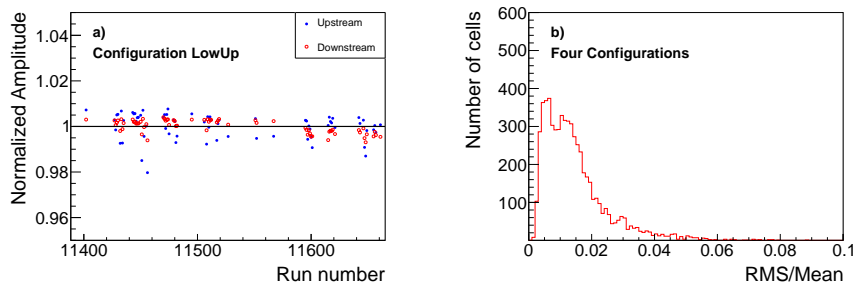 a)
Configuration LowUp
Upstream
Downstream
Normalized Amplitude
1.04
1.02
1
0.98
0.96
11400
11500
11600
Run number
b)
Four Configurations
Number of cells
600
500
400
300
200
100
0
0.02
0.04
0.06
0.08
0.1
RMS/Mean